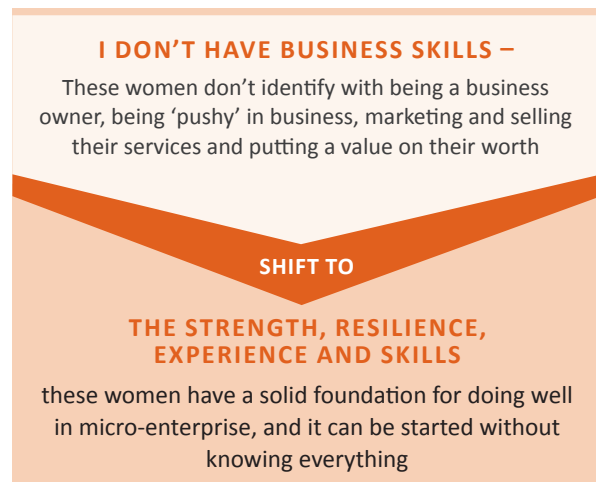 I DON’T HAVE BUSINESS SKILLS –
These women don’t identify with being a business
owner, being ‘pushy’ in business, marketing and selling
their services and putting a value on their worth
SHIFT TO
THE STRENGTH, RESILIENCE,
EXPERIENCE AND SKILLS
these women have a solid foundation for doing well
in micro-enterprise, and it can be started without
knowing everything